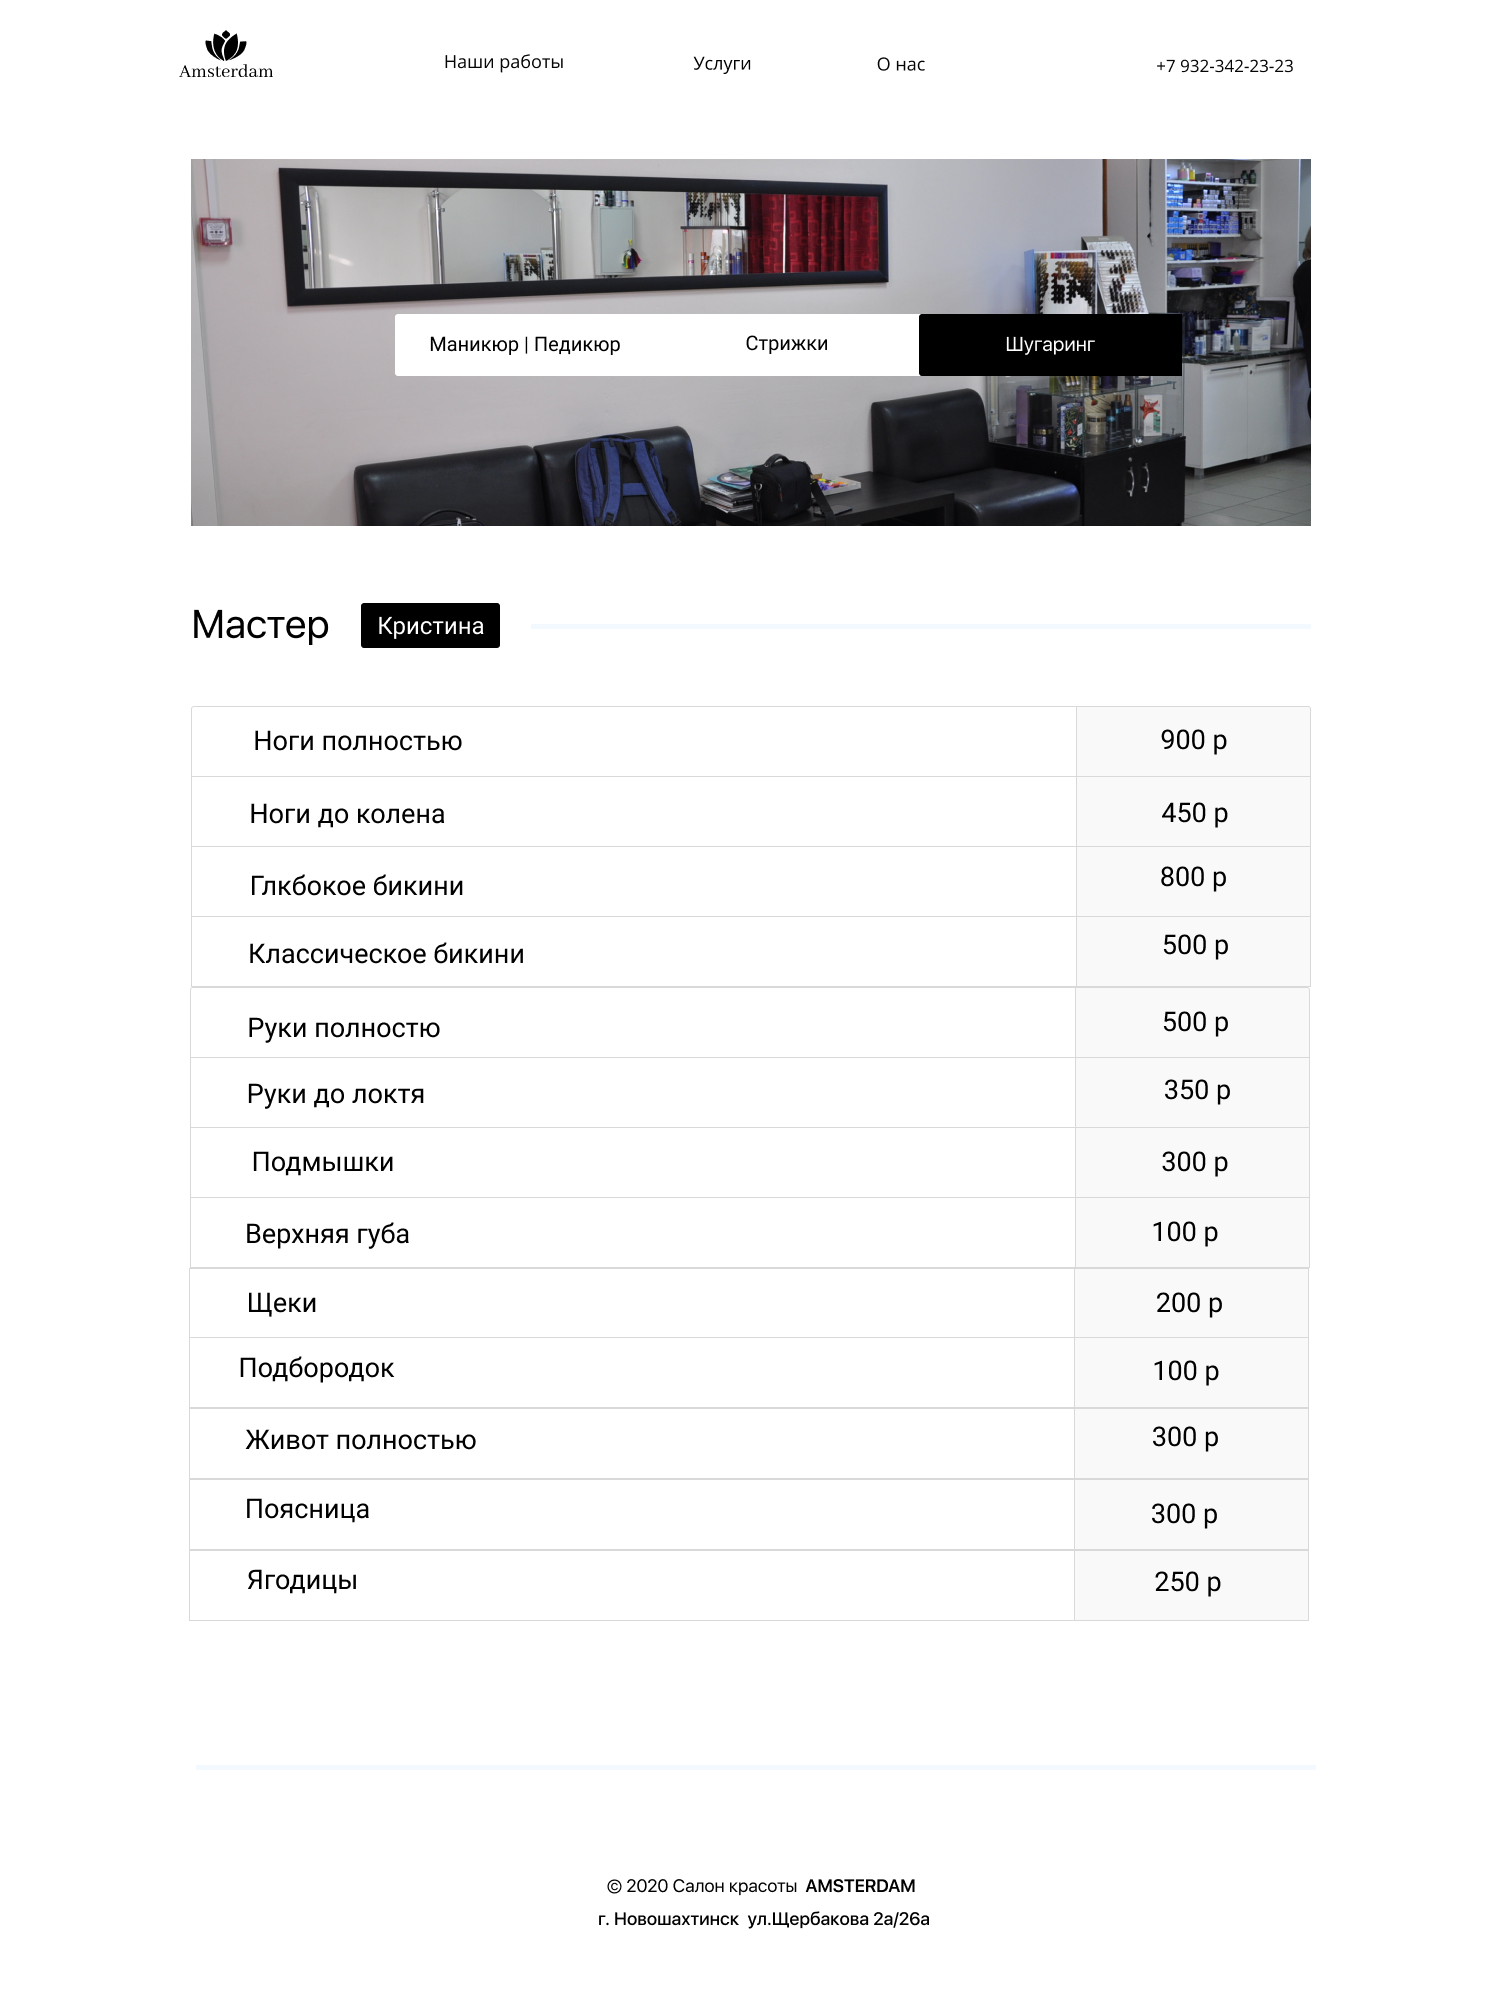 Amsterdam
Наши работы
Услуги
О нас
+7 932-342-23-23
Маникюр | Педикюр
Стрижки
Шугаринг
Мастер
Кристина
Ноги полностью 900 р
Ноги до колена 450 р
Глкбокое бикини 800 р
Классическое бикини 500 р
Руки полностю 500 р
Руки до локтя 350 р
Подмышки 300 р
Верхняя губа 100 р
Щеки 200 р
Подбородок 100 р
Живот полностью 300 р
Поясница 300 р
Ягодицы 250 р
© 2020 Салон красоты AMSTERDAM
г. Новошахтинск ул.Щербакова 2а/26а